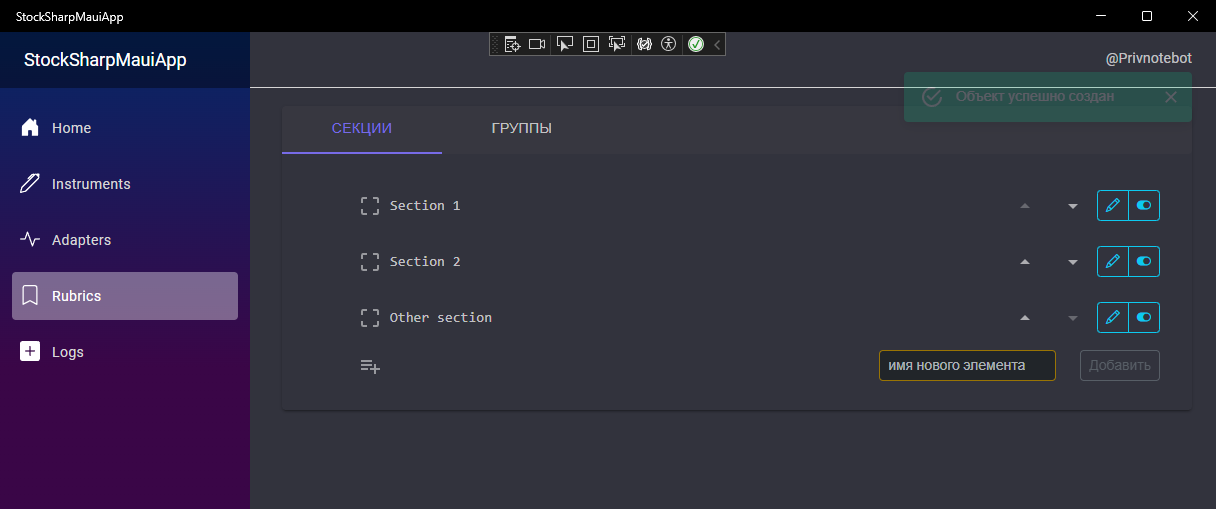 StockSharpMauiApp
StockSharpMauiApp
@Privnotebot
Объект успешно создан
Home
Instruments
Adapters
Rubrics
Logs
СЕКЦИИ
ГРУППЫ
Section 1
Section 2
Other section
имя нового элемента
Добавить